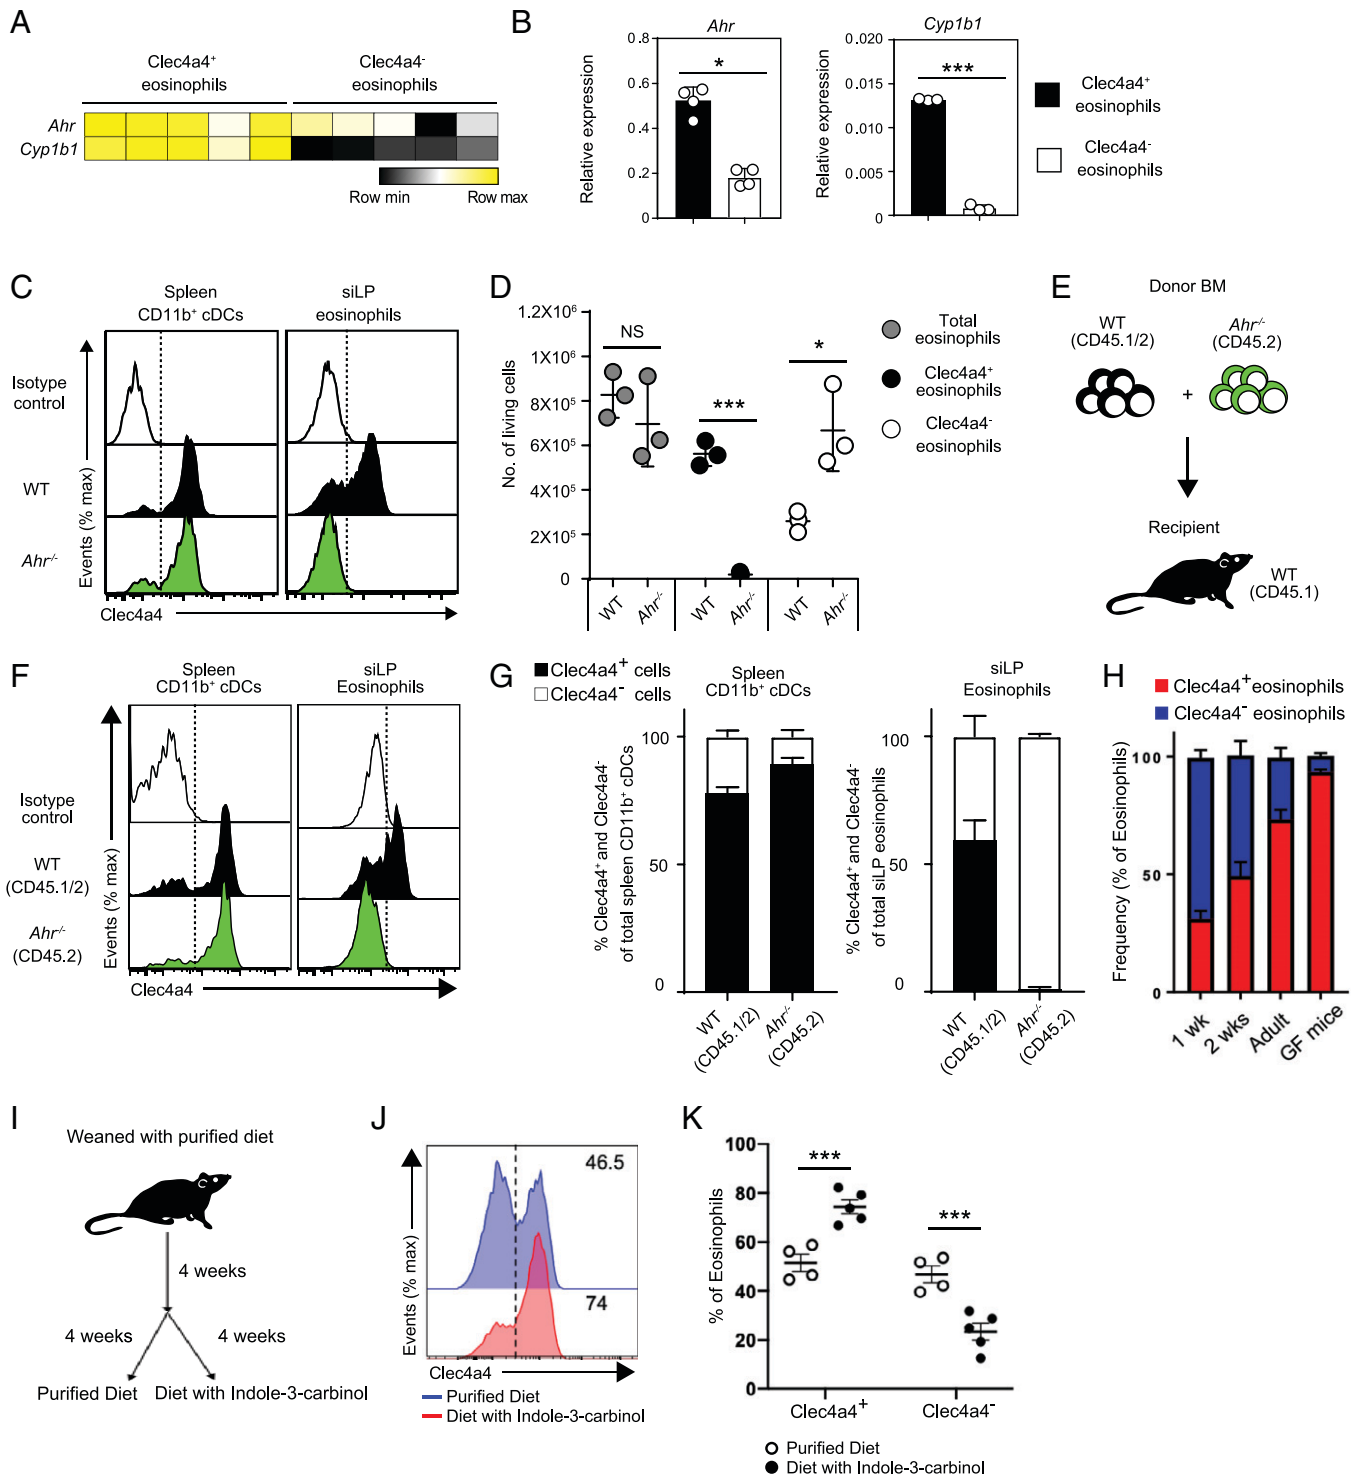 A
Clec4a4⁺
eosinophils
Clec4a4⁻
eosinophils
Ahr
Cyp1b1
Row min
Row max
B
Ahr
Relative expression
0.8
0.6
0.4
0.2
0
*
Cyp1b1
Relative expression
0.020
0.015
0.010
0.005
0
***
Clec4a4⁺
eosinophils
Clec4a4⁻
eosinophils
C
Spleen
CD11b⁺ cDCs
siLP
eosinophils
Isotype
control
WT
Ahr⁻/⁻
Events (% max)
Clec4a4
D
No. of living cells
1.2X10⁶
1X10⁶
8X10⁵
6X10⁵
4X10⁵
2X10⁵
0
NS
***
*
WT
Ahr⁻/⁻
WT
Ahr⁻/⁻
WT
Ahr⁻/⁻
Total
eosinophils
Clec4a4⁺
eosinophils
Clec4a4⁻
eosinophils
E
Donor BM
WT
(CD45.1/2)
Ahr⁻/⁻
(CD45.2)
+
Recipient
WT
(CD45.1)
F
Spleen
CD11b⁺ cDCs
siLP
Eosinophils
Isotype
control
WT
(CD45.1/2)
Ahr⁻/⁻
(CD45.2)
Events (% max)
Clec4a4
G
Clec4a4⁺ cells
Clec4a4⁻ cells
Spleen
CD11b⁺ cDCs
% Clec4a4⁺ and Clec4a4⁻
of total spleen CD11b⁺ cDCs
100
50
0
WT
(CD45.1/2)
Ahr⁻/⁻
(CD45.2)
siLP
Eosinophils
% Clec4a4⁺ and Clec4a4⁻
of total siLP eosinophils
100
50
0
WT
(CD45.1/2)
Ahr⁻/⁻
(CD45.2)
H
Clec4a4⁺ eosinophils
Clec4a4⁻ eosinophils
Frequency (% of Eosinophils)
100
50
0
1 wk
2 wks
Adult
GF mice
I
Weaned with purified diet
4 weeks
4 weeks
4 weeks
Purified Diet
Diet with Indole-3-carbinol
J
46.5
74
Events (% max)
Clec4a4
Purified Diet
Diet with Indole-3-carbinol
K
% of Eosinophils
100
80
60
40
20
0
***
***
Clec4a4⁺
Clec4a4⁻
Purified Diet
Diet with Indole-3-carbinol